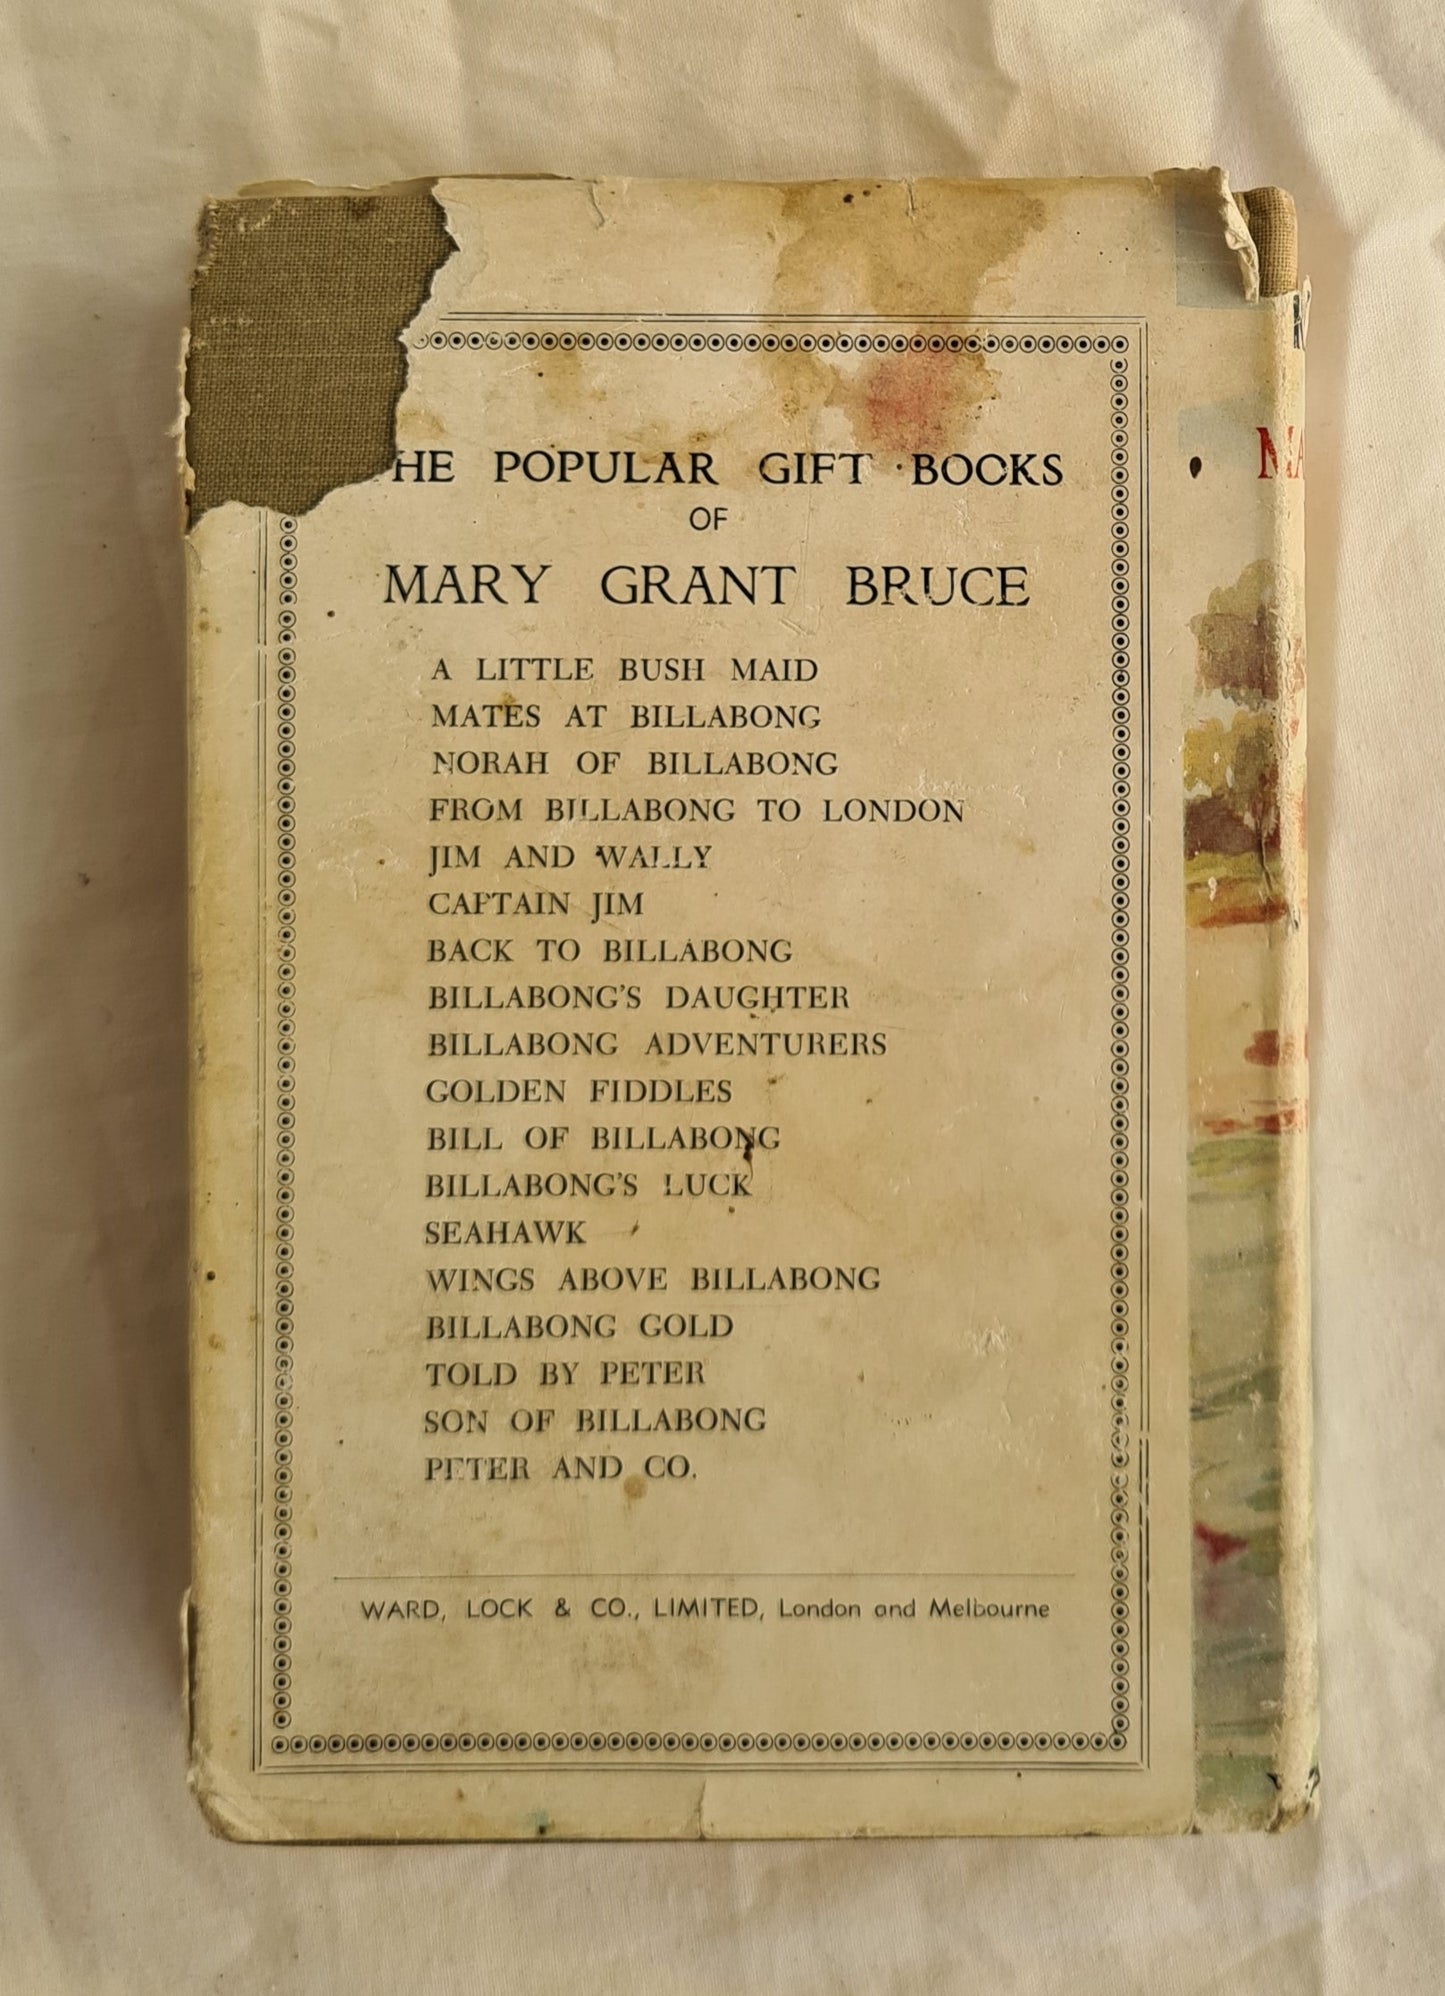 HE POPULAR GIFT BOOKS
OF
MARY GRANT BRUCE
A LITTLE BUSH MAID
MATES AT BILLABONG
NORAH OF BILLABONG
FROM BILLABONG TO LONDON
JIM AND WALLY
CAPTAIN JIM
BACK TO BILLABONG
BILLABONG'S DAUGHTER
BILLABONG ADVENTURERS
GOLDEN FIDDLES
BILL OF BILLABONG
BILLABONG'S LUCK
SEAHAWK
WINGS ABOVE BILLABONG
BILLABONG GOLD
TOLD BY PETER
SON OF BILLABONG
PETER AND CO.
WARD, LOCK & CO., LIMITED, London and Melbourne